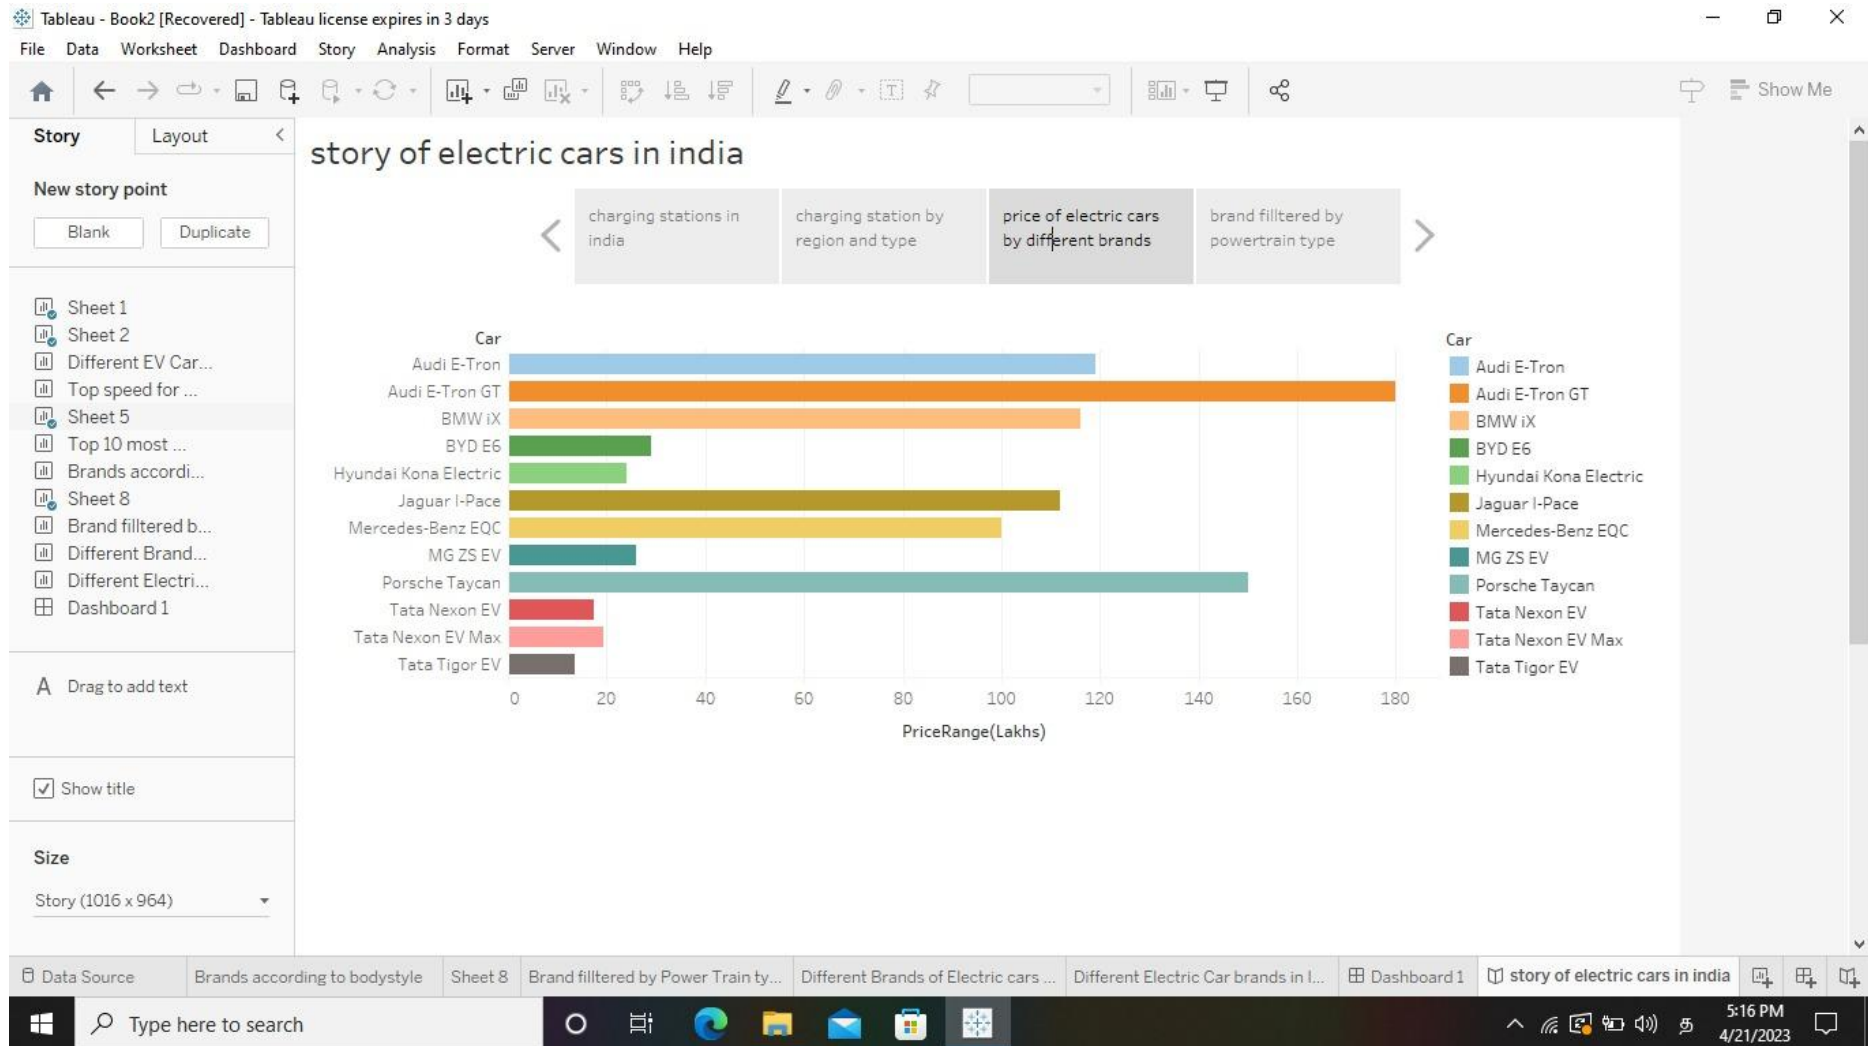 Tableau - Book2 [Recovered] - Tableau license expires in 3 days
File Data Worksheet Dashboard Story Analysis Format Server Window Help
Show Me
Story Layout
New story point
Blank Duplicate
Sheet 1
Sheet 2
Different EV Car...
Top speed for ...
Sheet 5
Top 10 most ...
Brands accordi...
Sheet 8
Brand filltered b...
Different Brand...
Different Electri...
Dashboard 1
A Drag to add text
Show title
Size
Story (1016 x 964)
story of electric cars in india
charging stations in
india
charging station by
region and type
price of electric cars
by different brands
brand filltered by
powertrain type
Car
Audi E-Tron
Audi E-Tron GT
BMW iX
BYD E6
Hyundai Kona Electric
Jaguar I-Pace
Mercedes-Benz EQC
MG ZS EV
Porsche Taycan
Tata Nexon EV
Tata Nexon EV Max
Tata Tigor EV
0 20 40 60 80 100 120 140 160 180
PriceRange(Lakhs)
Car
Audi E-Tron
Audi E-Tron GT
BMW iX
BYD E6
Hyundai Kona Electric
Jaguar I-Pace
Mercedes-Benz EQC
MG ZS EV
Porsche Taycan
Tata Nexon EV
Tata Nexon EV Max
Tata Tigor EV
Data Source Brands according to bodystyle Sheet 8 Brand filltered by Power Train ty... Different Brands of Electric cars ... Different Electric Car brands in I... Dashboard 1 story of electric cars in india
Type here to search
த
5:16 PM
4/21/2023